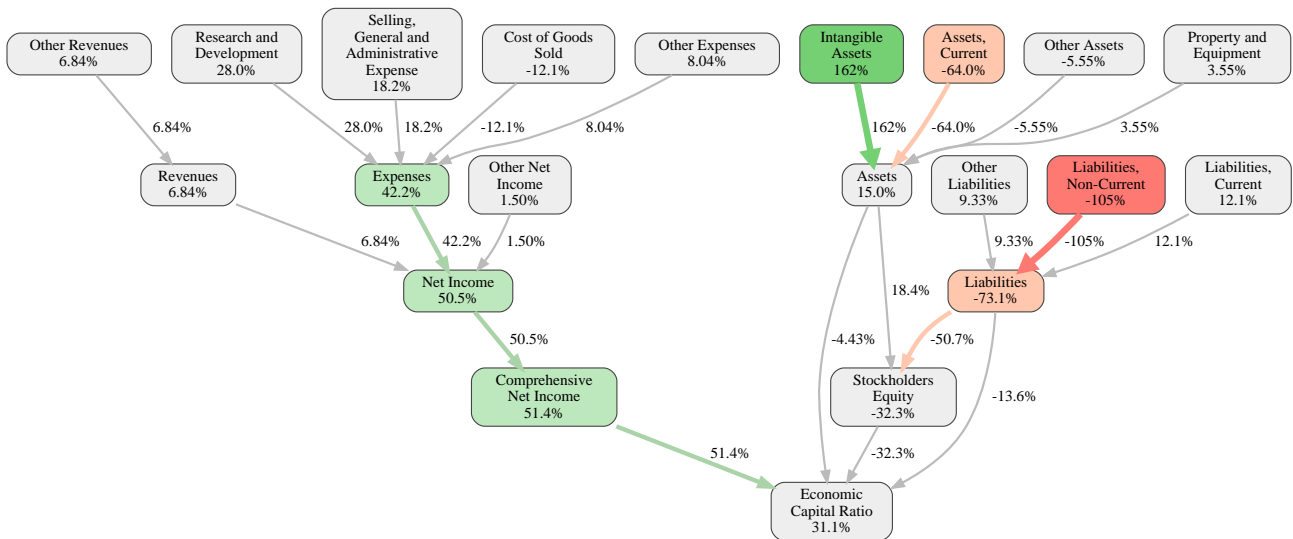 Other Revenues
6.84%
Research and
Development
28.0%
Selling,
General and
Administrative
Expense
18.2%
Cost of Goods
Sold
-12.1%
Other Expenses
8.04%
Intangible
Assets
162%
Assets,
Current
-64.0%
Other Assets
-5.55%
Property and
Equipment
3.55%
6.84%
28.0%
18.2%
-12.1%
8.04%
162%
-64.0%
-5.55%
3.55%
Revenues
6.84%
Expenses
42.2%
Other Net
Income
1.50%
Assets
15.0%
Other
Liabilities
9.33%
Liabilities,
Non-Current
-105%
Liabilities,
Current
12.1%
6.84%
42.2%
1.50%
9.33%
-105%
12.1%
Net Income
50.5%
18.4%
Liabilities
-73.1%
50.5%
-4.43%
-50.7%
Comprehensive
Net Income
51.4%
Stockholders
Equity
-32.3%
-13.6%
51.4%
-32.3%
Economic
Capital Ratio
31.1%